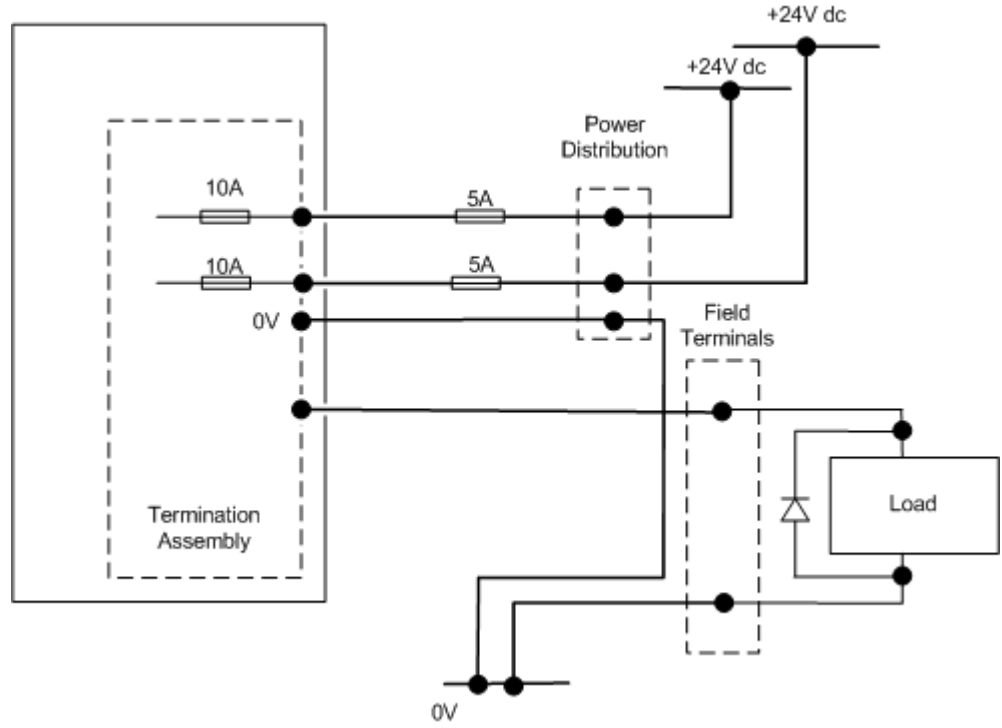 +24V dc
+24V dc
Power
Distribution
10A
5A
10A
5A
0V
Field
Terminals
Termination
Assembly
Load
0V